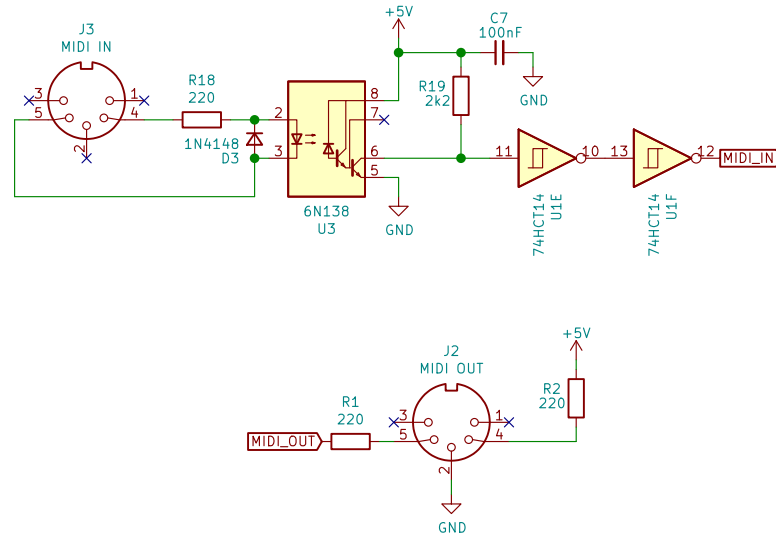 +5V
C7
100nF
J3
MIDI IN
R18
220
R19
2k2
GND
3
1
5
4
2
1N4148
D3
2
3
8
7
6
5
6N138
U3
GND
11
10
13
12
MIDI_IN
74HCT14
U1E
74HCT14
U1F
+5V
J2
MIDI OUT
R2
220
R1
220
3
1
MIDI_OUT
5
4
2
GND